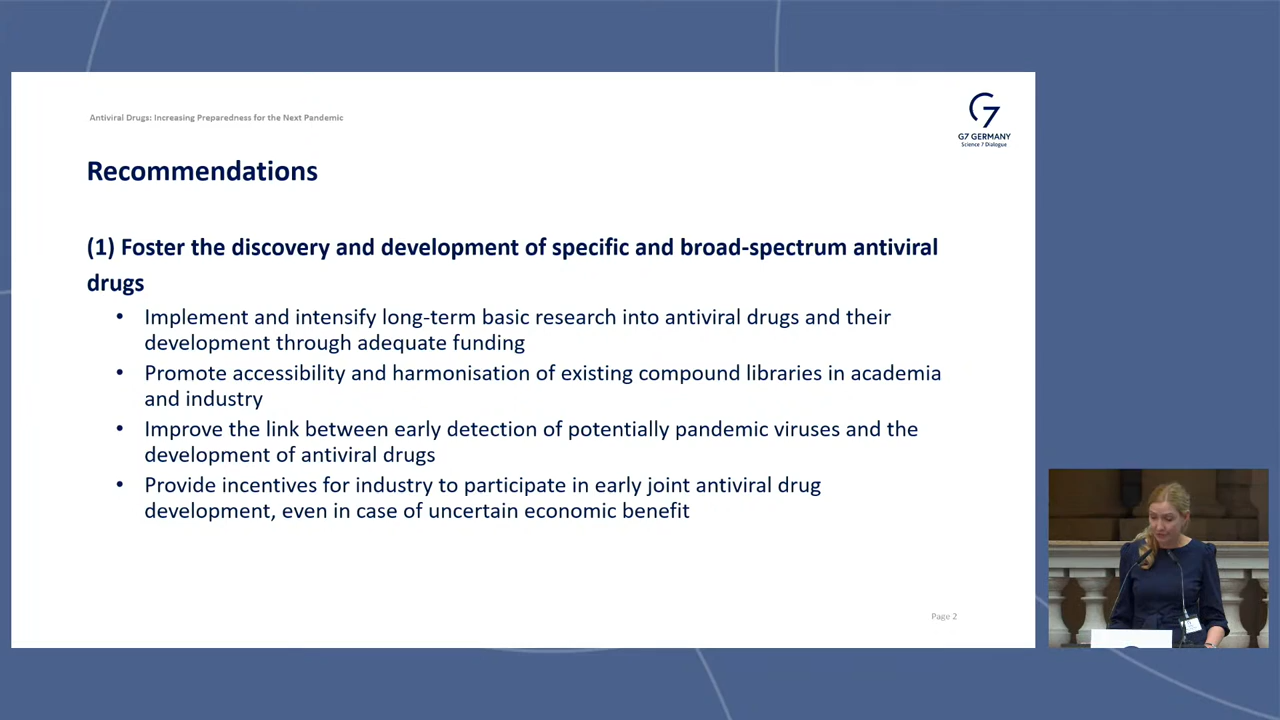 Antiviral Drugs: Increasing Preparedness for the Next Pandemic
G7
G7 GERMANY
Science 7 Dialogue
Recommendations
(1) Foster the discovery and development of specific and broad-spectrum antiviral
drugs
• Implement and intensify long-term basic research into antiviral drugs and their
development through adequate funding
• Promote accessibility and harmonisation of existing compound libraries in academia
and industry
• Improve the link between early detection of potentially pandemic viruses and the
development of antiviral drugs
• Provide incentives for industry to participate in early joint antiviral drug
development, even in case of uncertain economic benefit
Page 2